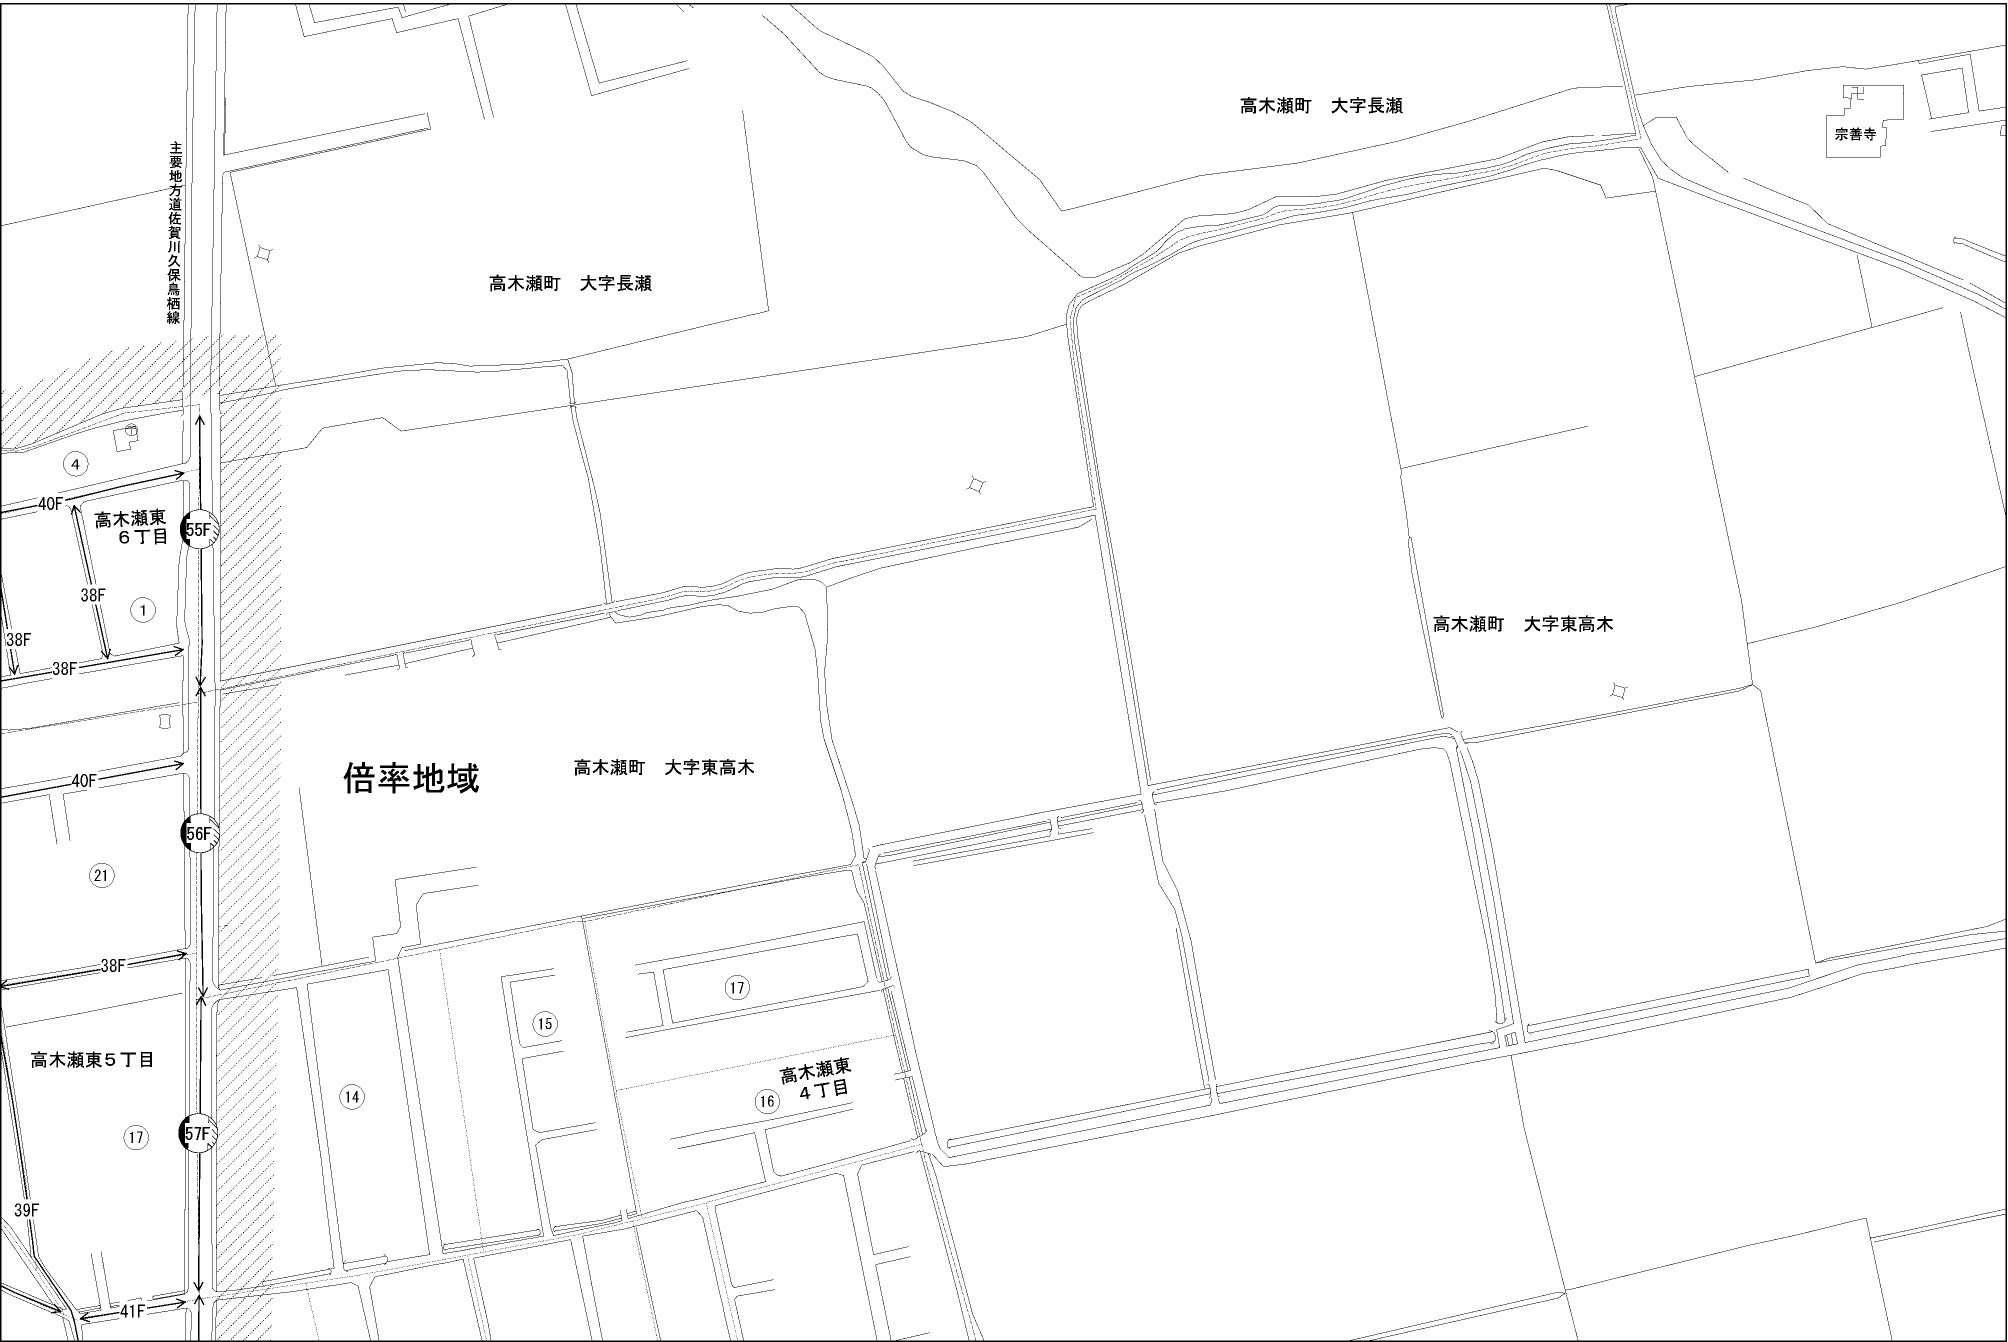 高木瀬町　大字長瀬
宗善寺
主要地方道佐賀川久保鳥栖線
高木瀬町　大字長瀬
4
40F
高木瀬東
６丁目
55F
38F
1
38F
38F
高木瀬町　大字東高木
倍率地域
高木瀬町　大字東高木
40F
56F
21
38F
17
15
高木瀬東５丁目
14
高木瀬東
４丁目
16
57F
17
39F
41F